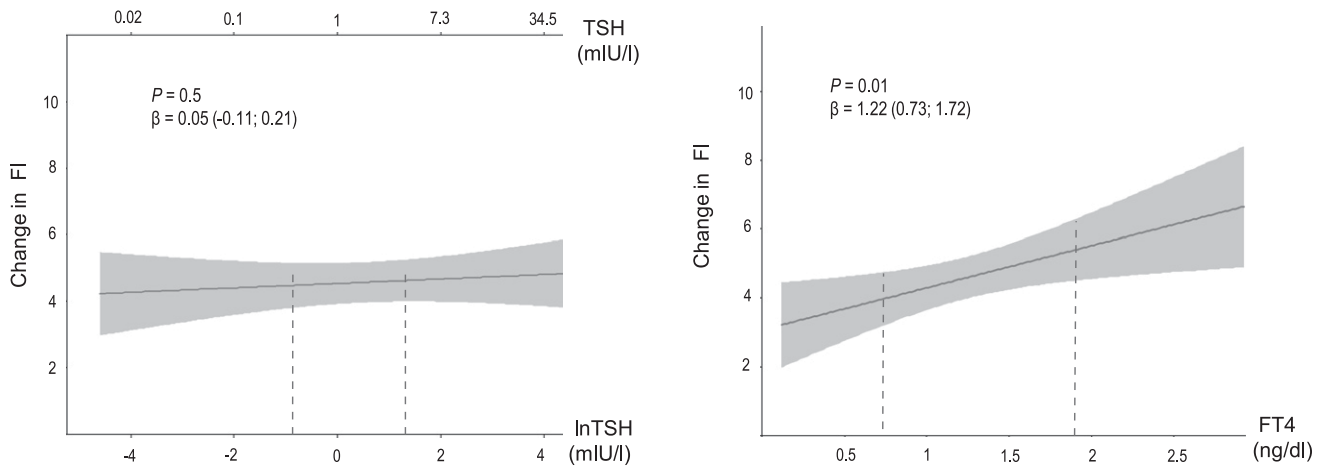 0.02 0.1 1 7.3 34.5 TSH
(mIU/l)
P = 0.5
β = 0.05 (-0.11; 0.21)
10
8
6
4
2
Change in FI
-4 -2 0 2 4
lnTSH
(mIU/l)
P = 0.01
β = 1.22 (0.73; 1.72)
10
8
6
4
2
Change in FI
0.5 1 1.5 2 2.5
FT4
(ng/dl)